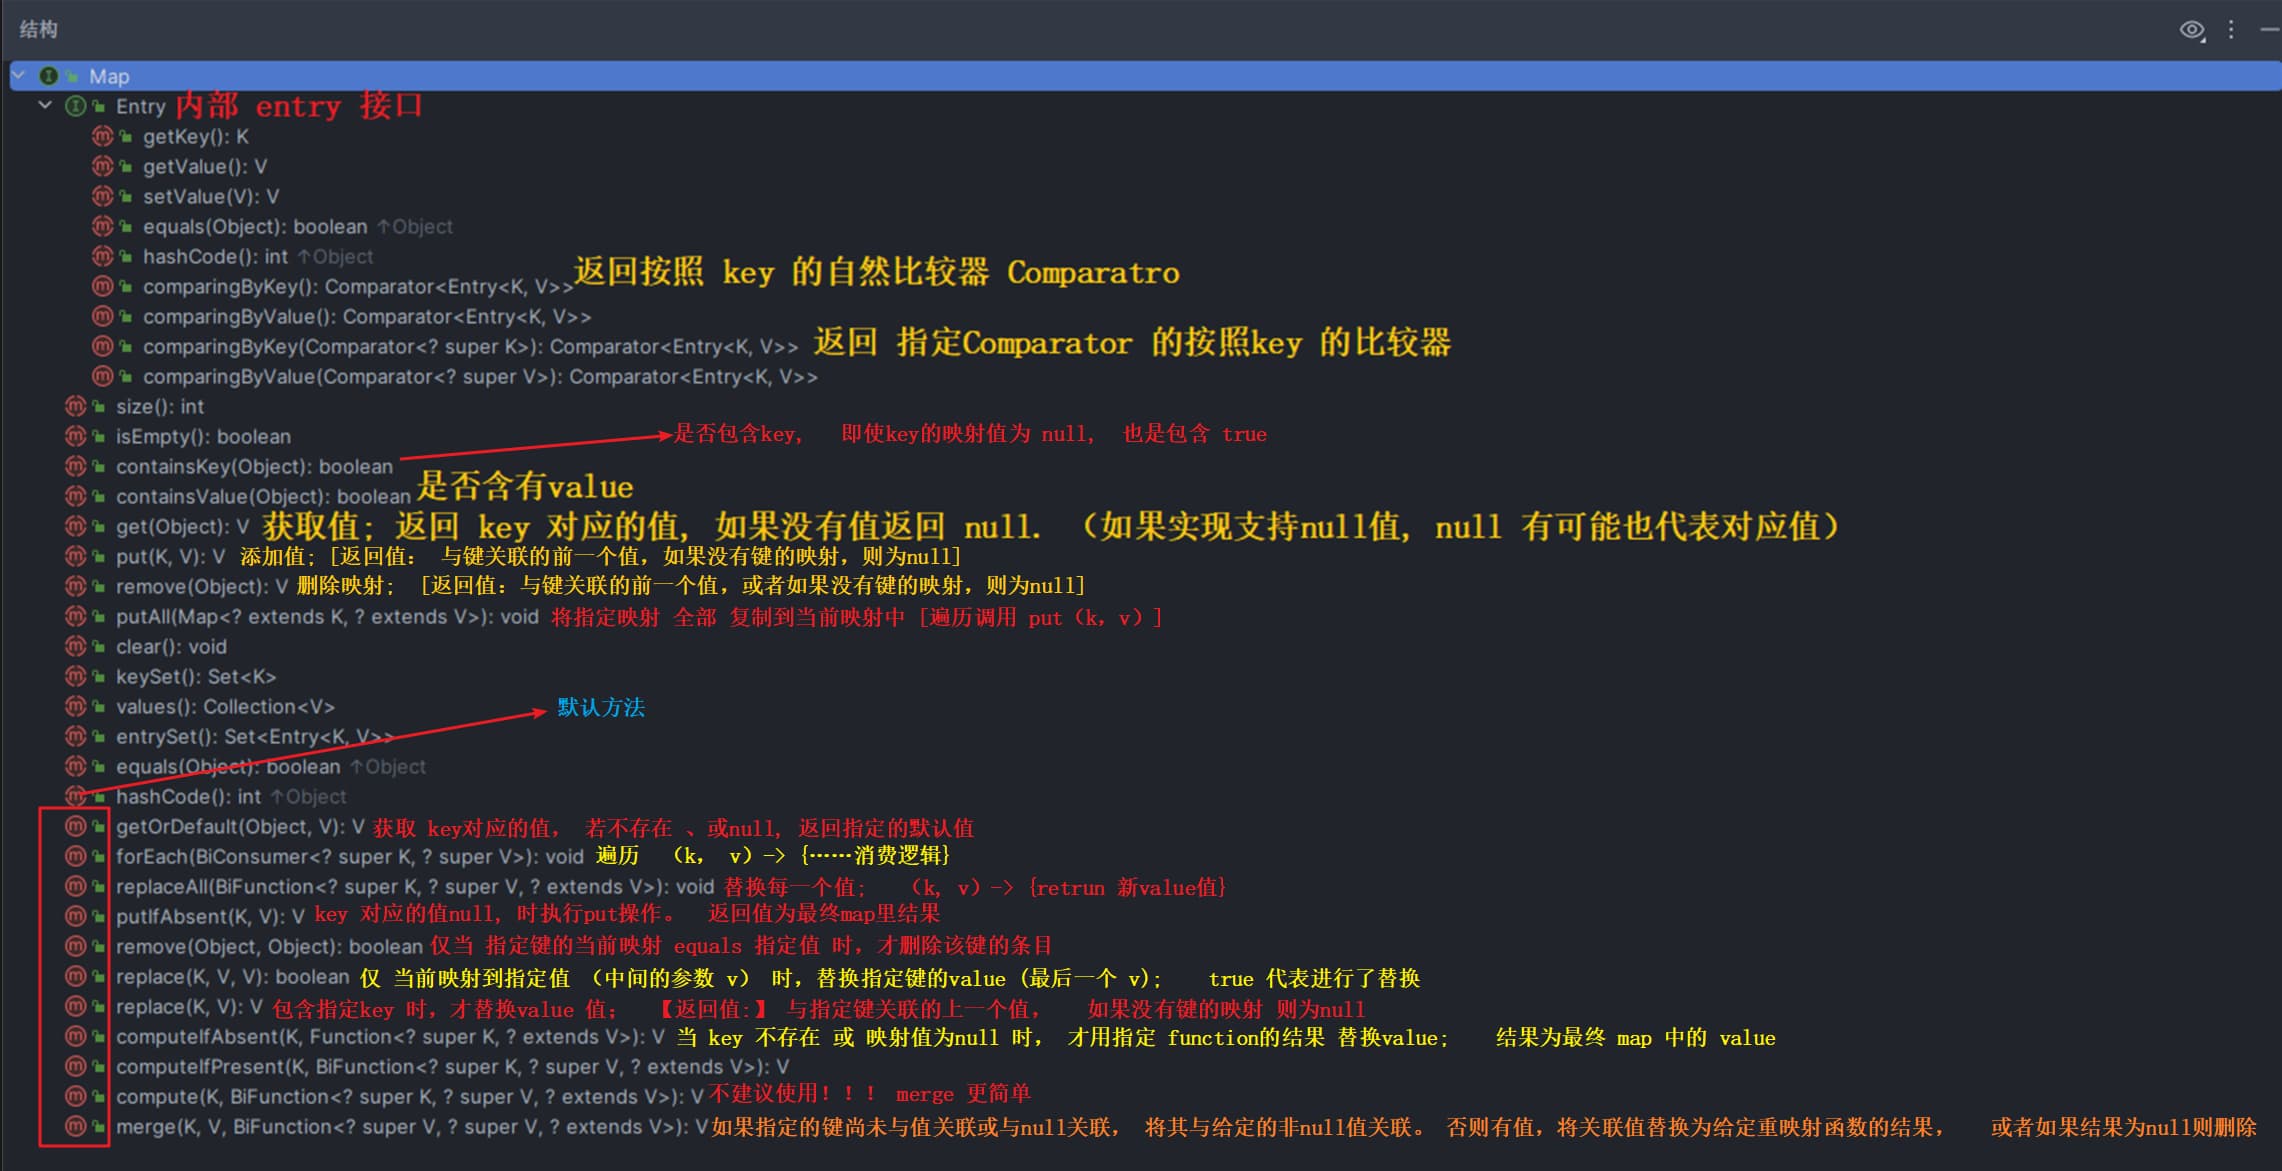 结构
Map
Entry 内部 entry 接口
getKey(): K
getValue(): V
setValue(V): V
equals(Object): boolean ↑Object
hashCode(): int ↑Object
comparingByKey(): Comparator<Entry<K, V>> 返回按照 key 的自然比较器 Comparatro
comparingByValue(): Comparator<Entry<K, V>>
comparingByKey(Comparator<? super K>): Comparator<Entry<K, V>> 返回 指定Comparator 的按照key 的比较器
comparingByValue(Comparator<? super V>): Comparator<Entry<K, V>>
size(): int
isEmpty(): boolean
是否包含key, 即使key的映射值为 null, 也是包含 true
containsKey(Object): boolean
containsValue(Object): boolean 是否含有value
get(Object): V 获取值; 返回 key 对应的值, 如果没有值返回 null. (如果实现支持null值, null 有可能也代表对应值)
put(K, V): V 添加值; [返回值: 与键关联的前一个值，如果没有键的映射，则为null]
remove(Object): V 删除映射; [返回值：与键关联的前一个值，或者如果没有键的映射，则为null]
putAll(Map<? extends K, ? extends V>): void 将指定映射 全部 复制到当前映射中 [遍历调用 put（k，v）]
clear(): void
keySet(): Set<K>
values(): Collection<V> 默认方法
entrySet(): Set<Entry<K, V>>
equals(Object): boolean ↑Object
hashCode(): int ↑Object
getOrDefault(Object, V): V 获取 key对应的值， 若不存在 、或null, 返回指定的默认值
forEach(BiConsumer<? super K, ? super V>): void 遍历 （k， v）-> {……消费逻辑}
replaceAll(BiFunction<? super K, ? super V, ? extends V>): void 替换每一个值; （k, v）-> {retrun 新value值}
putIfAbsent(K, V): V key 对应的值null, 时执行put操作。 返回值为最终map里结果
remove(Object, Object): boolean 仅当 指定键的当前映射 equals 指定值 时，才删除该键的条目
replace(K, V, V): boolean 仅 当前映射到指定值 （中间的参数 v） 时，替换指定键的value (最后一个 v); true 代表进行了替换
replace(K, V): V 包含指定key 时，才替换value 值; 【返回值:】 与指定键关联的上一个值， 如果没有键的映射 则为null
computeIfAbsent(K, Function<? super K, ? extends V>): V 当 key 不存在 或 映射值为null 时， 才用指定 function的结果 替换value; 结果为最终 map 中的 value
computeIfPresent(K, BiFunction<? super K, ? super V, ? extends V>): V
compute(K, BiFunction<? super K, ? super V, ? extends V>): V 不建议使用！！！ merge 更简单
merge(K, V, BiFunction<? super V, ? super V, ? extends V>): V 如果指定的键尚未与值关联或与null关联， 将其与给定的非null值关联。 否则有值，将关联值替换为给定重映射函数的结果， 或者如果结果为null则删除